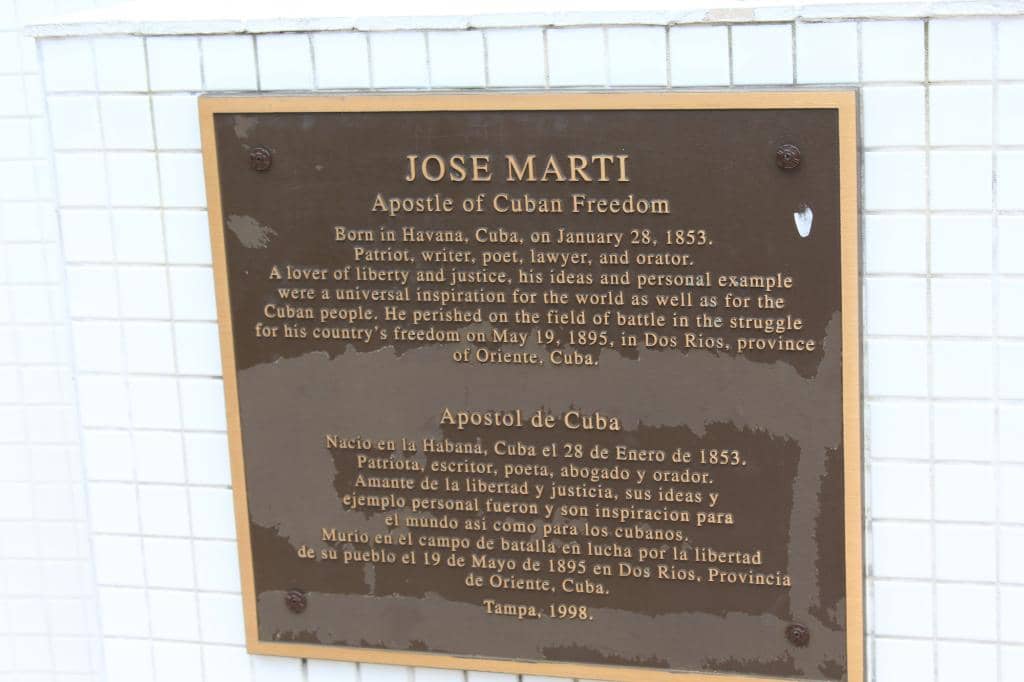 JOSE MARTI
Apostle of Cuban Freedom
Born in Havana, Cuba, on January 28, 1853.
Patriot, writer, poet, lawyer, and orator.
A lover of liberty and justice, his ideas and personal example
were a universal inspiration for the world as well as for the
Cuban people. He perished on the field of battle in the struggle
for his country's freedom on May 19, 1895, in Dos Rios, province
of Oriente, Cuba.
Apostol de Cuba
Nacio en la Habana, Cuba el 28 de Enero de 1853.
Patriota, escritor, poeta, abogado y orador.
Amante de la libertad y justicia, sus ideas y
ejemplo personal fueron y son inspiracion para
el mundo asi como para los cubanos.
Murio en el campo de batalla en lucha por la libertad
de su pueblo el 19 de Mayo de 1895 en Dos Rios, Provincia
de Oriente, Cuba.
Tampa, 1998.